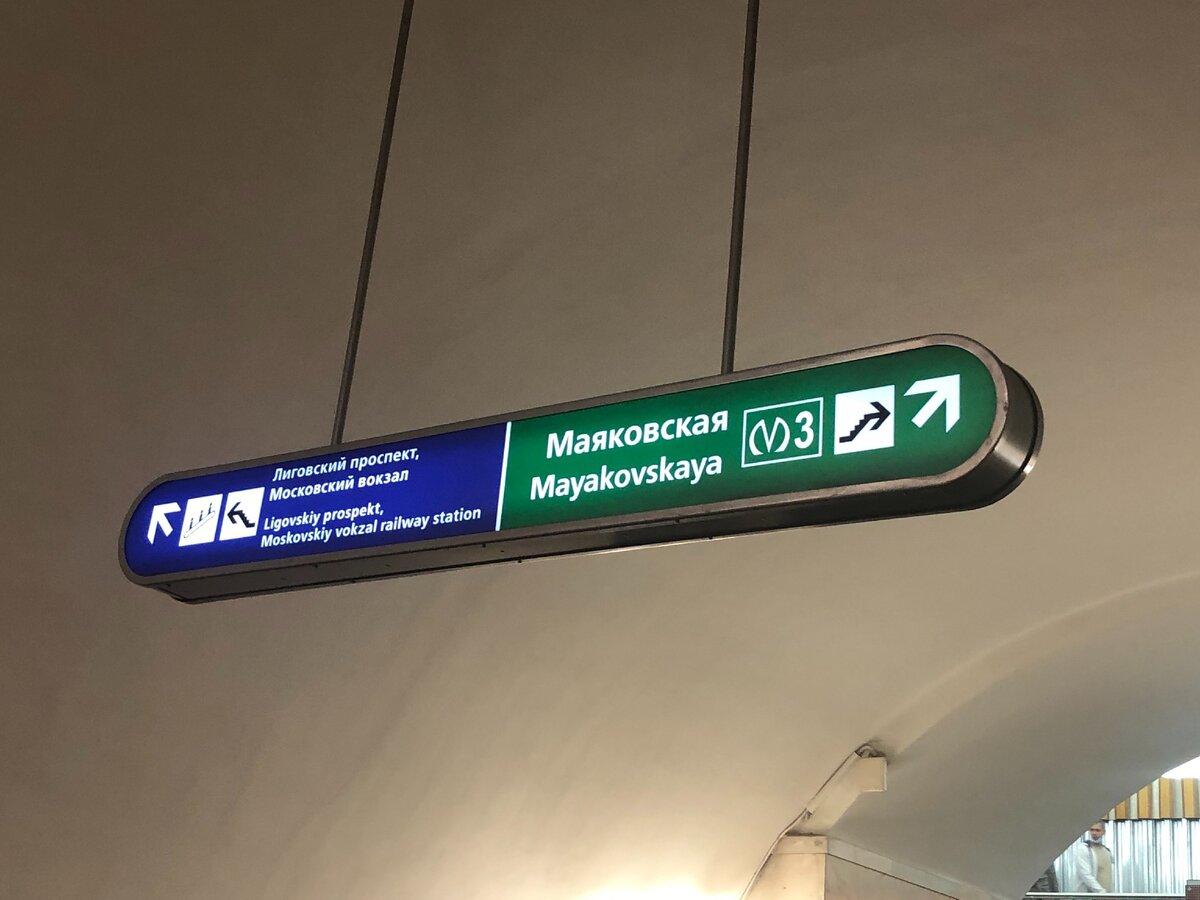 Лиговский проспект,
Московский вокзал
Ligovskiy prospekt,
Moskovskiy vokzal railway station
Маяковская
Mayakovskaya
М 3